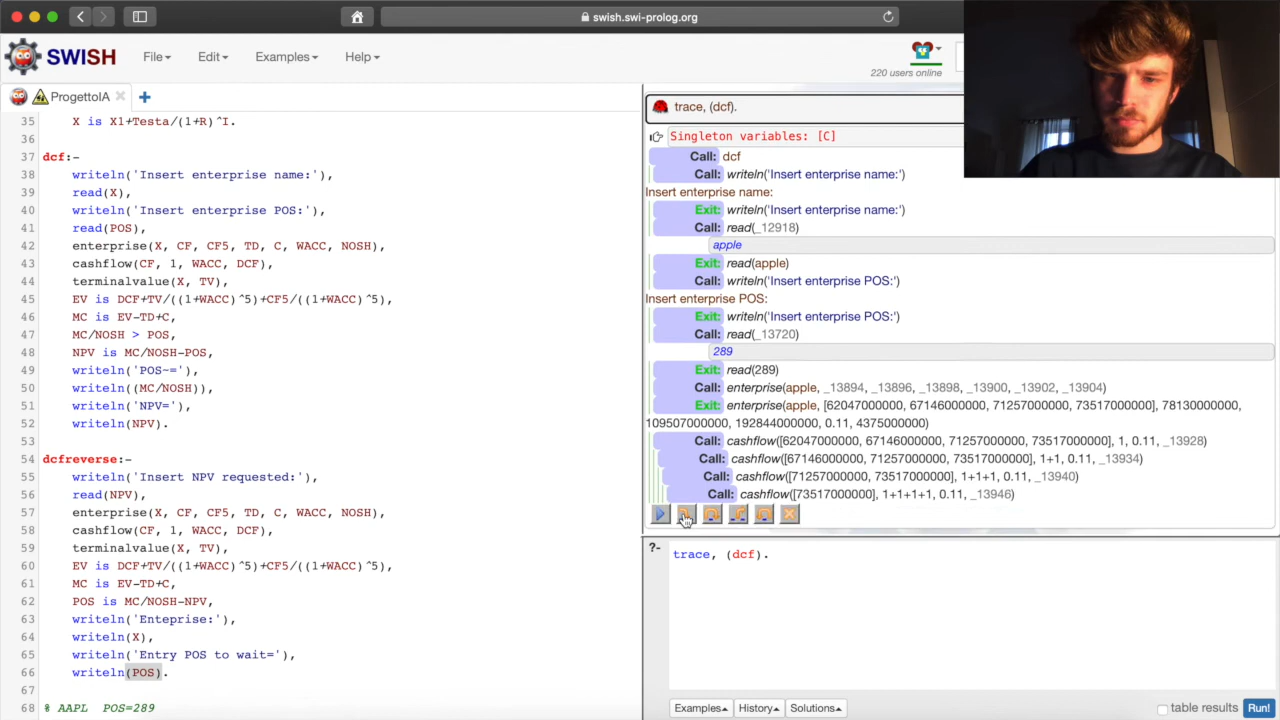 swish.swi-prolog.org
SWISH File Edit Examples Help
220 users online
ProgettoIA
35 X is X1+Testa/(1+R)^I.
36
37 dcf:-
38 writeln('Insert enterprise name:'),
39 read(X),
40 writeln('Insert enterprise POS:'),
41 read(POS),
42 enterprise(X, CF, CF5, TD, C, WACC, NOSH),
43 cashflow(CF, 1, WACC, DCF),
44 terminalvalue(X, TV),
45 EV is DCF+TV/((1+WACC)^5)+CF5/((1+WACC)^5),
46 MC is EV-TD+C,
47 MC/NOSH > POS,
48 NPV is MC/NOSH-POS,
49 writeln('POS~='),
50 writeln((MC/NOSH)),
51 writeln('NPV='),
52 writeln(NPV).
53
54 dcfreverse:-
55 writeln('Insert NPV requested:'),
56 read(NPV),
57 enterprise(X, CF, CF5, TD, C, WACC, NOSH),
58 cashflow(CF, 1, WACC, DCF),
59 terminalvalue(X, TV),
60 EV is DCF+TV/((1+WACC)^5)+CF5/((1+WACC)^5),
61 MC is EV-TD+C,
62 POS is MC/NOSH-NPV,
63 writeln('Enteprise:'),
64 writeln(X),
65 writeln('Entry POS to wait='),
66 writeln(POS).
67
68 % AAPL POS=289
trace, (dcf).
Singleton variables: [C]
Call: dcf
Call: writeln('Insert enterprise name:')
Insert enterprise name:
Exit: writeln('Insert enterprise name:')
Call: read(_12918)
apple
Exit: read(apple)
Call: writeln('Insert enterprise POS:')
Insert enterprise POS:
Exit: writeln('Insert enterprise POS:')
Call: read(_13720)
289
Exit: read(289)
Call: enterprise(apple, _13894, _13896, _13898, _13900, _13902, _13904)
Exit: enterprise(apple, [62047000000, 67146000000, 71257000000, 73517000000], 78130000000,
109507000000, 192844000000, 0.11, 4375000000)
Call: cashflow([62047000000, 67146000000, 71257000000, 73517000000], 1, 0.11, _13928)
Call: cashflow([67146000000, 71257000000, 73517000000], 1+1, 0.11, _13934)
Call: cashflow([71257000000, 73517000000], 1+1+1, 0.11, _13940)
Call: cashflow([73517000000], 1+1+1+1, 0.11, _13946)
?- trace, (dcf).
Examples History Solutions table results Run!